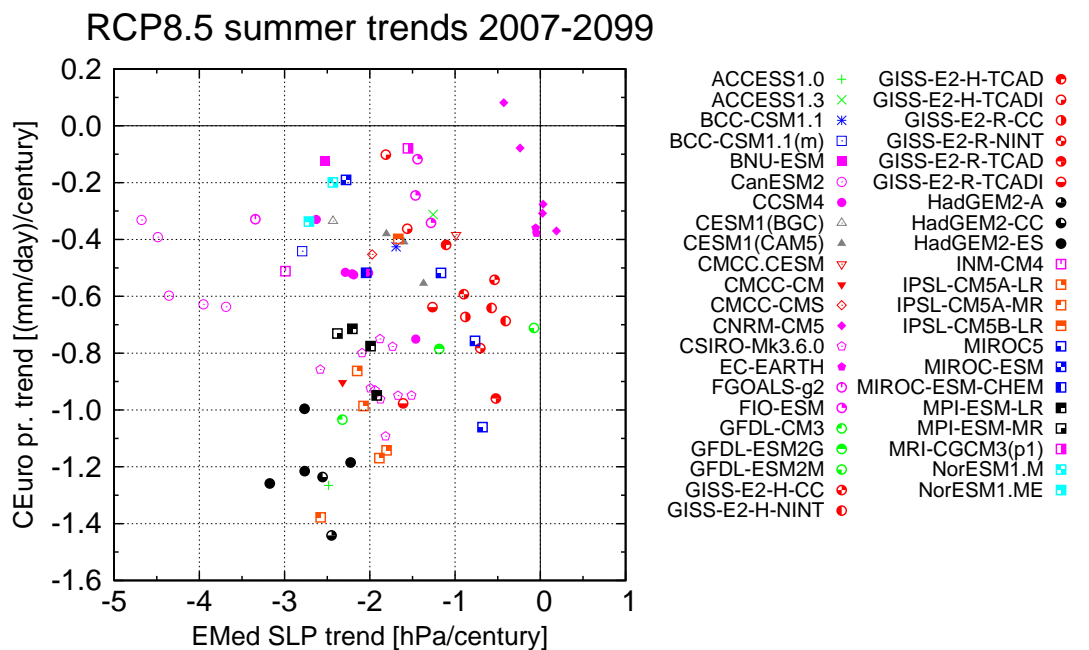 RCP8.5 summer trends 2007-2099
CEuro pr. trend [(mm/day)/century]
0.2
0.0
-0.2
-0.4
-0.6
-0.8
-1.0
-1.2
-1.4
-1.6
-5
-4
-3
-2
-1
0
1
EMed SLP trend [hPa/century]
ACCESS1.0
ACCESS1.3
BCC-CSM1.1
BCC-CSM1.1(m)
BNU-ESM
CanESM2
CCSM4
CESM1(BGC)
CESM1(CAM5)
CMCC.CESM
CMCC-CM
CMCC-CMS
CNRM-CM5
CSIRO-Mk3.6.0
EC-EARTH
FGOALS-g2
FIO-ESM
GFDL-CM3
GFDL-ESM2G
GFDL-ESM2M
GISS-E2-H-CC
GISS-E2-H-NINT
GISS-E2-H-TCAD
GISS-E2-H-TCADI
GISS-E2-R-CC
GISS-E2-R-NINT
GISS-E2-R-TCAD
GISS-E2-R-TCADI
HadGEM2-A
HadGEM2-CC
HadGEM2-ES
INM-CM4
IPSL-CM5A-LR
IPSL-CM5A-MR
IPSL-CM5B-LR
MIROC5
MIROC-ESM
MIROC-ESM-CHEM
MPI-ESM-LR
MPI-ESM-MR
MRI-CGCM3(p1)
NorESM1.M
NorESM1.ME